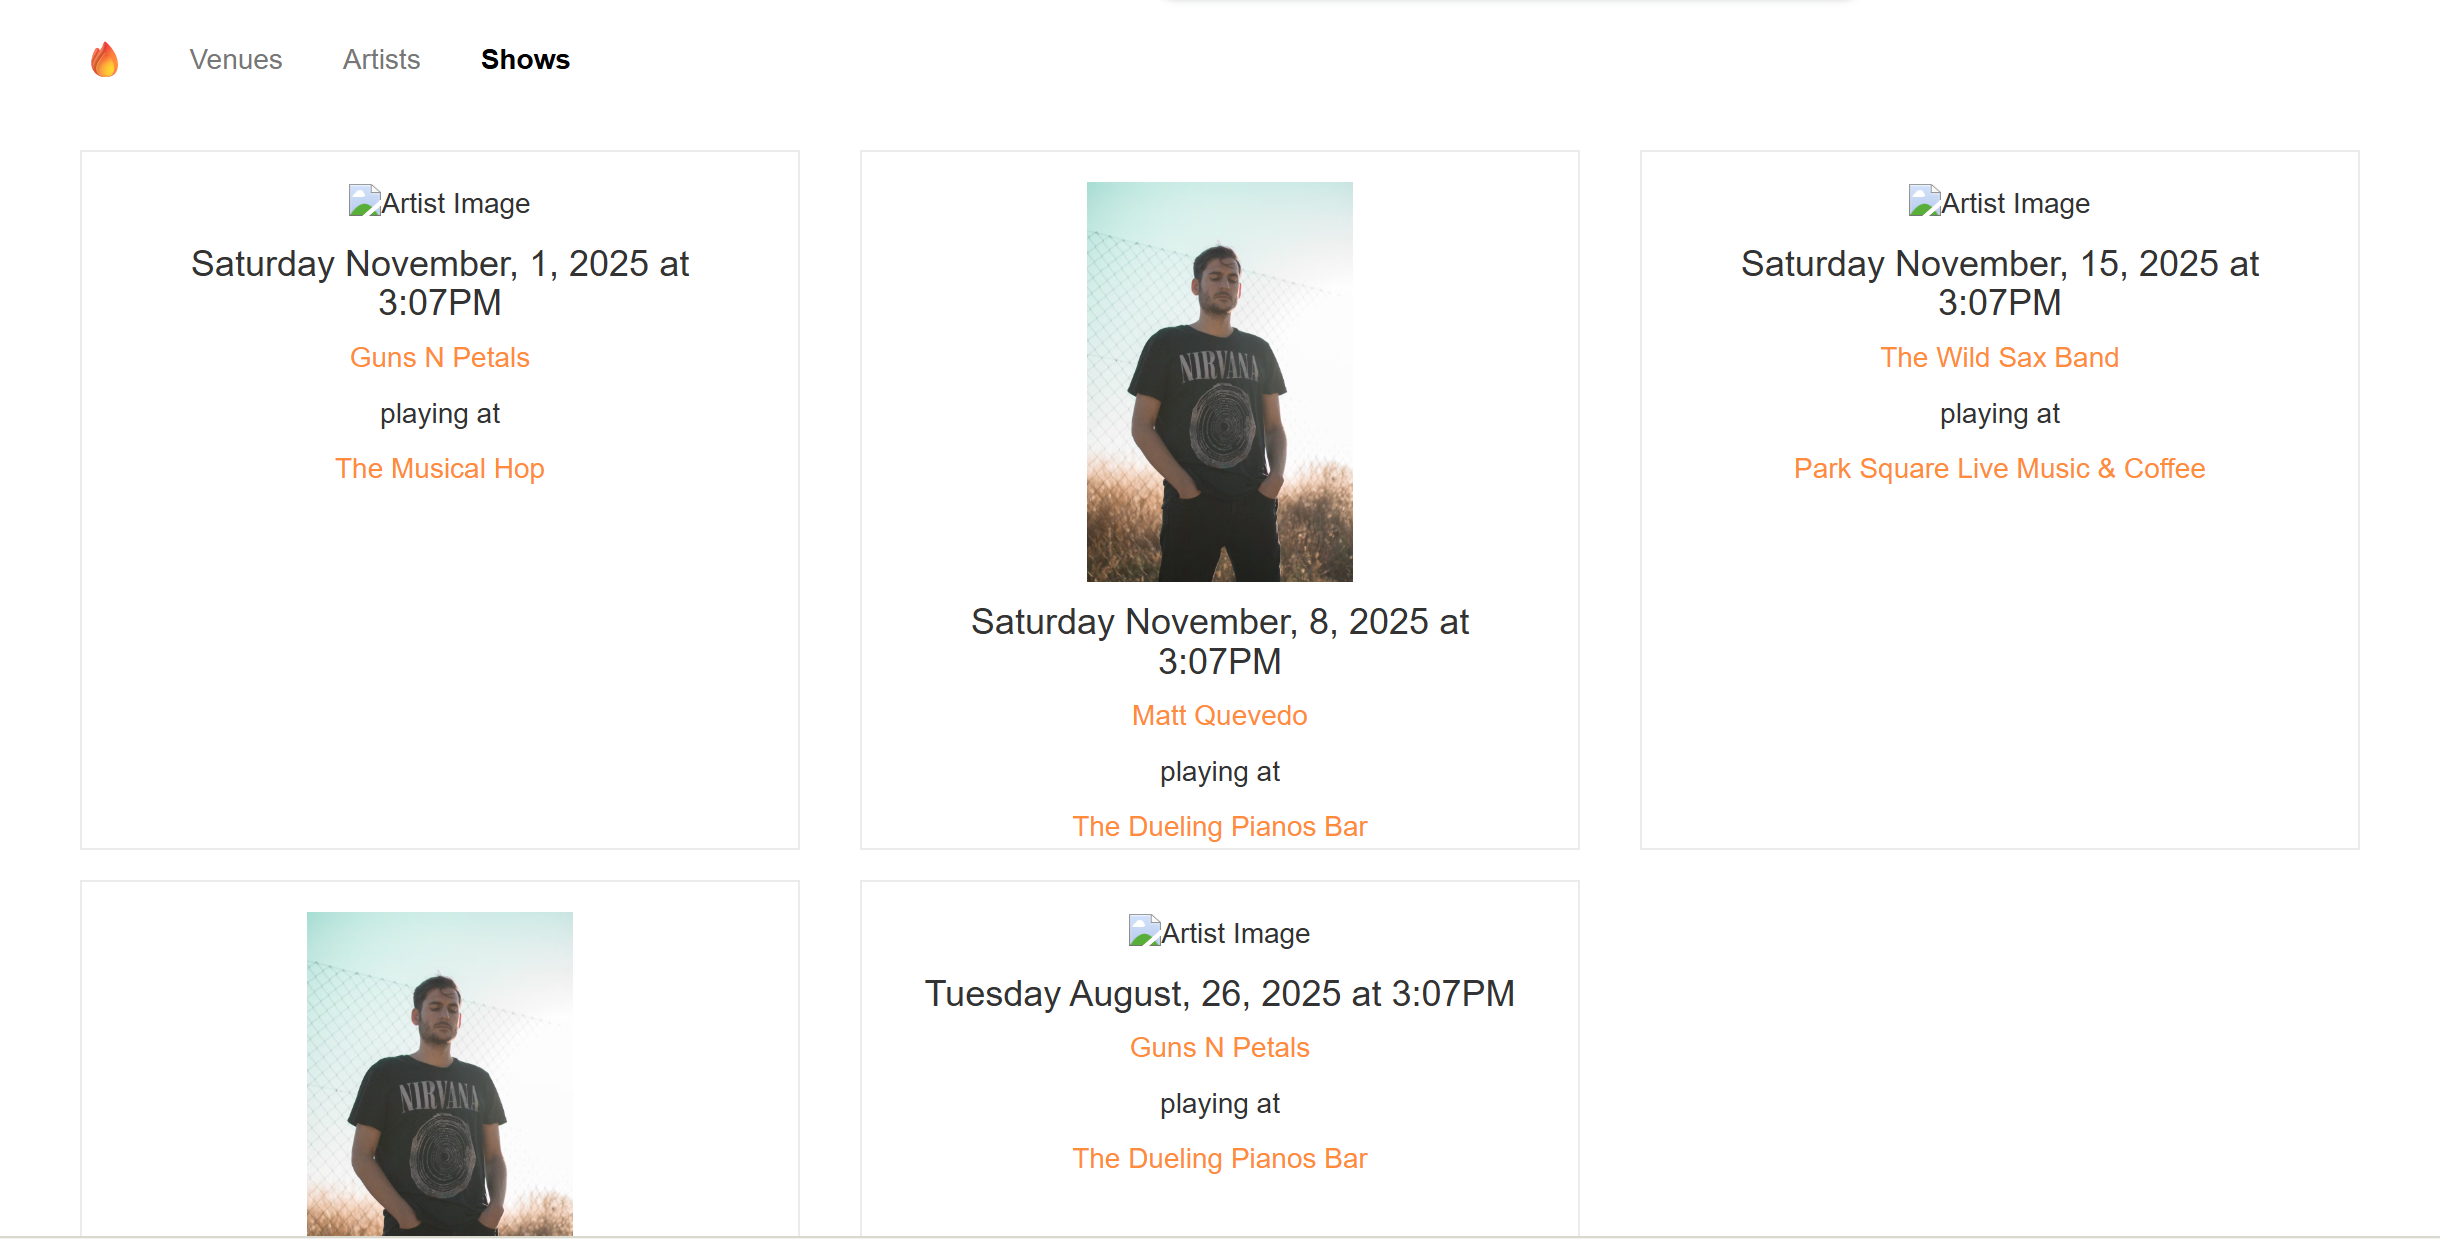 Venues Artists Shows
Artist Image
Saturday November, 1, 2025 at
3:07PM
Guns N Petals
playing at
The Musical Hop
NIRVANA
Saturday November, 8, 2025 at
3:07PM
Matt Quevedo
playing at
The Dueling Pianos Bar
Artist Image
Saturday November, 15, 2025 at
3:07PM
The Wild Sax Band
playing at
Park Square Live Music & Coffee
NIRVANA
Artist Image
Tuesday August, 26, 2025 at 3:07PM
Guns N Petals
playing at
The Dueling Pianos Bar